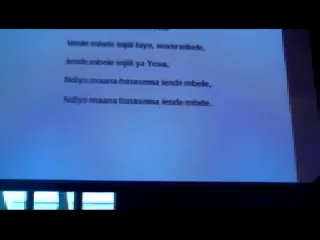 Iende mbele injili hiyo, iende mbele,
Iende mbele injili ya Yesu,
Ndiyo maana tunasema iende mbele,
Ndiyo maana tunasema iende mbele.